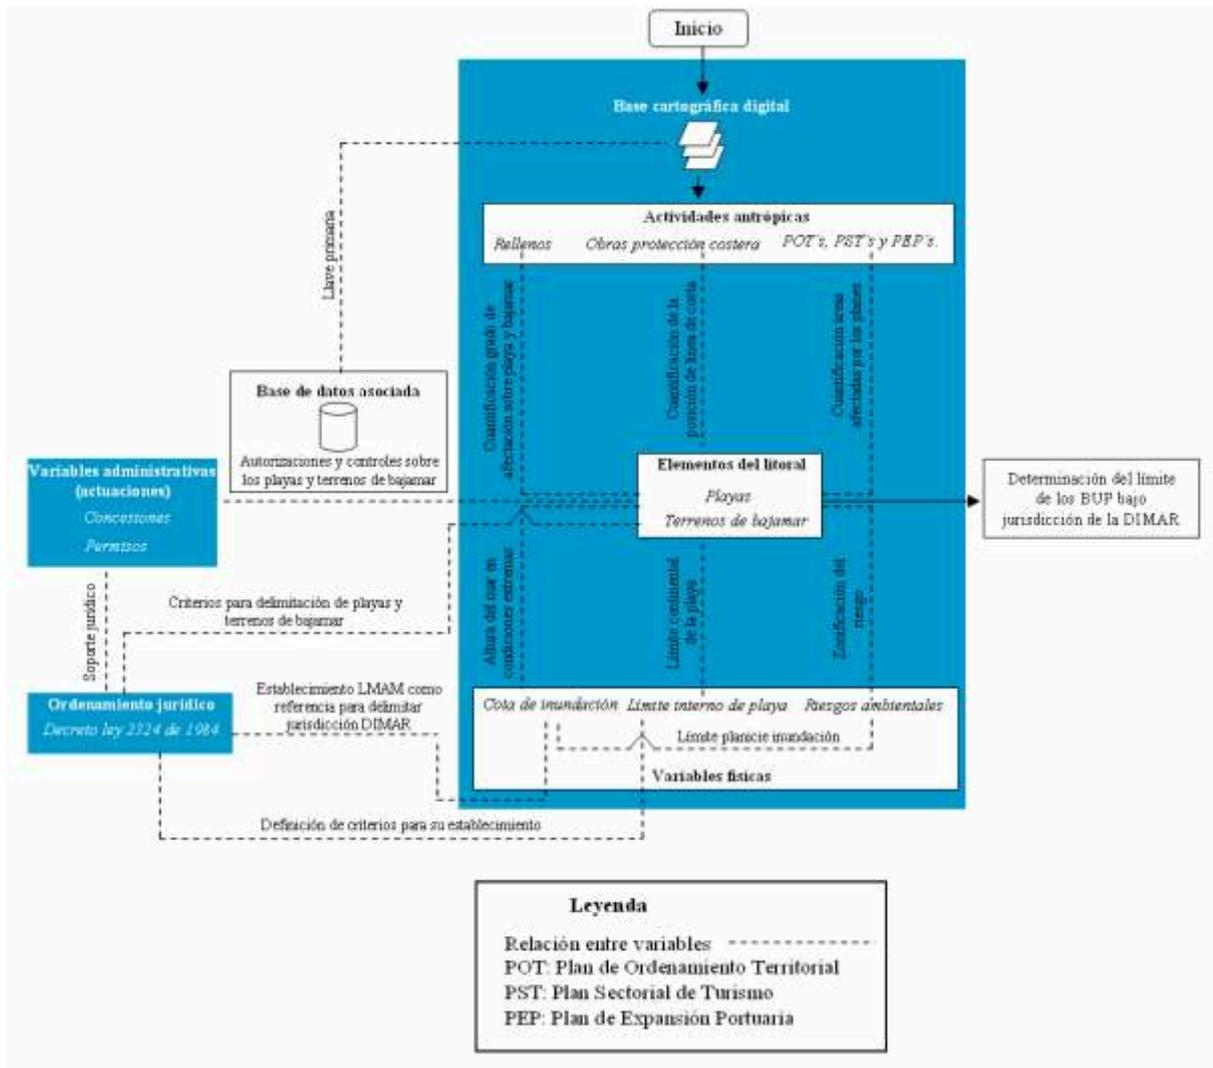 Inicio
Base cartográfica digital
Actividades antrópicas
Rellenos
Obras protección costera
POT's, PST's y PEP's.
Llave primaria
Cuantificación grado de
afectación sobre playa y bajamar
Cuantificación de la
posición de línea de costa
Cuantificación áreas
afectadas por los planes
Base de datos asociada
Autorizaciones y controles sobre
los playas y terrenos de bajamar
Variables administrativas
(actuaciones)
Concesiones
Permisos
Elementos del litoral
Playas
Terrenos de bajamar
Determinación del límite
de los BUP bajo
jurisdicción de la DIMAR
Soporte jurídico
Criterios para delimitación de playas y
terrenos de bajamar
Altura del mar en
condiciones extremas
Límite continental
de la playa
Zonificación del
riesgo
Ordenamiento jurídico
Decreto ley 2324 de 1984
Establecimiento LMAM como
referencia para delimitar
jurisdicción DIMAR
Cota de inundación
Límite interno de playa
Riesgos ambientales
Límite planicie inundación
Variables físicas
Definición de criterios para su establecimiento
Leyenda
Relación entre variables
POT: Plan de Ordenamiento Territorial
PST: Plan Sectorial de Turismo
PEP: Plan de Expansión Portuaria